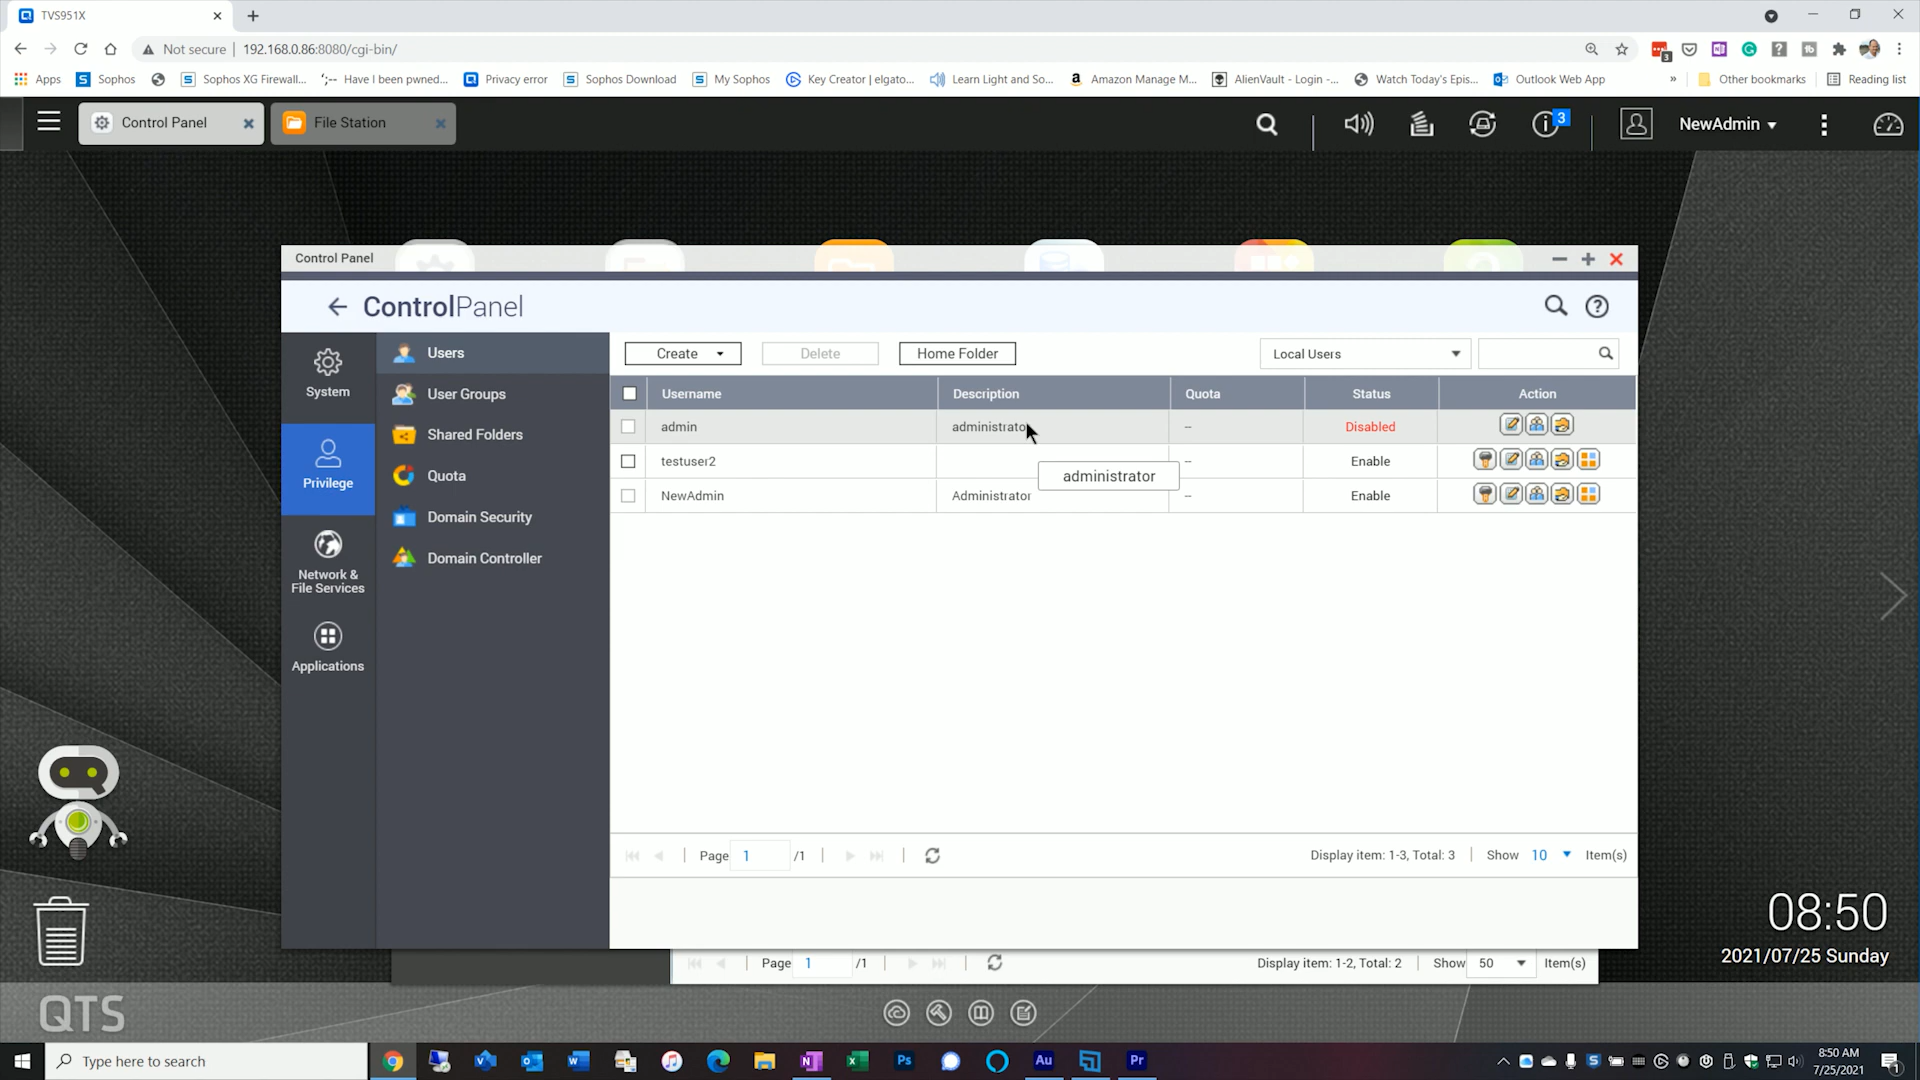 TVS951X
Not secure | 192.168.0.86:8080/cgi-bin/
3
Apps
Sophos
Sophos XG Firewall...
Have I been pwned...
Privacy error
Sophos Download
My Sophos
Key Creator | elgato...
Learn Light and So...
Amazon Manage M...
AlienVault - Login -...
Watch Today's Epis...
Outlook Web App
»
Other bookmarks
Reading list
Control Panel
File Station
3
NewAdmin
Control Panel
ControlPanel
System
Privilege
Network &
File Services
Applications
Users
User Groups
Shared Folders
Quota
Domain Security
Domain Controller
Create
Delete
Home Folder
Local Users
Username
Description
Quota
Status
Action
admin
administrator
--
Disabled
testuser2
--
Enable
administrator
NewAdmin
Administrator
--
Enable
Page 1 /1
Display item: 1-3, Total: 3 | Show 10 Item(s)
Page 1 /1
Display item: 1-2, Total: 2 | Show 50 Item(s)
08:50
2021/07/25 Sunday
QTS
Type here to search
8:50 AM
7/25/2021
1